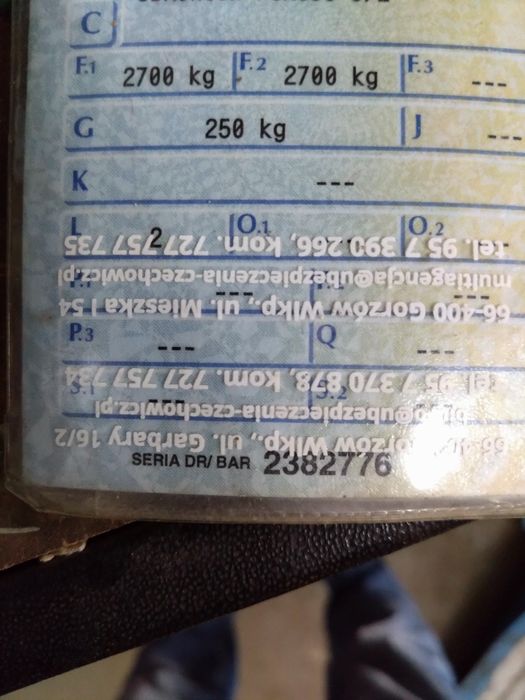 C
F.1 2700 kg F.2 2700 kg F.3 ---
G 250 kg J ---
K ---
L 2 O.1 --- O.2
tel. 95 7 390 266, kom. 727 757 735
multiagencja@ubezpieczenia-czechowicz.pl
--- ---
66-400 Gorzów Wlkp., ul. Mieszka I 54
P.3 --- Q ---
tel. 95 7 370 878, kom. 727 757 734
S.1 --- S.2
@ubezpieczenia-czechowicz.pl
Gorzów Wlkp., ul. Garbary 16/2
SERIA DR/ BAR 2382776